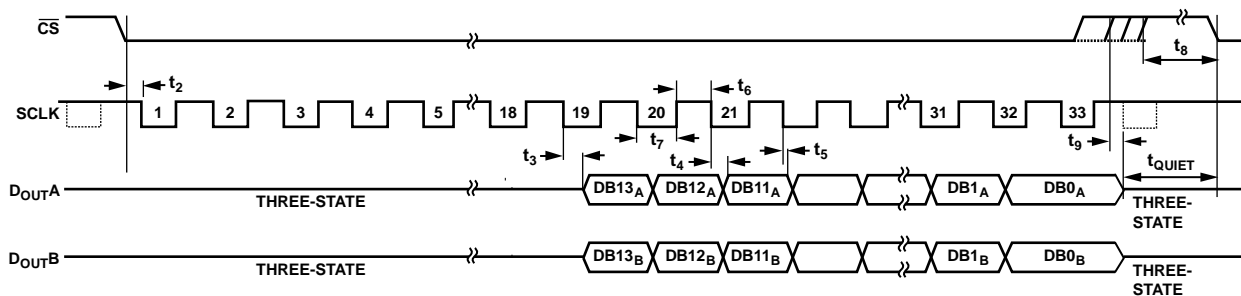 CS
t8
t2
t6
SCLK
1 2 3 4 5 18 19 20 21 31 32 33
t3
t7
t4
t5
t9
tQUIET
DOUTA
THREE-STATE
DB13A DB12A DB11A DB1A DB0A
THREE-
STATE
DOUTB
THREE-STATE
DB13B DB12B DB11B DB1B DB0B
THREE-
STATE